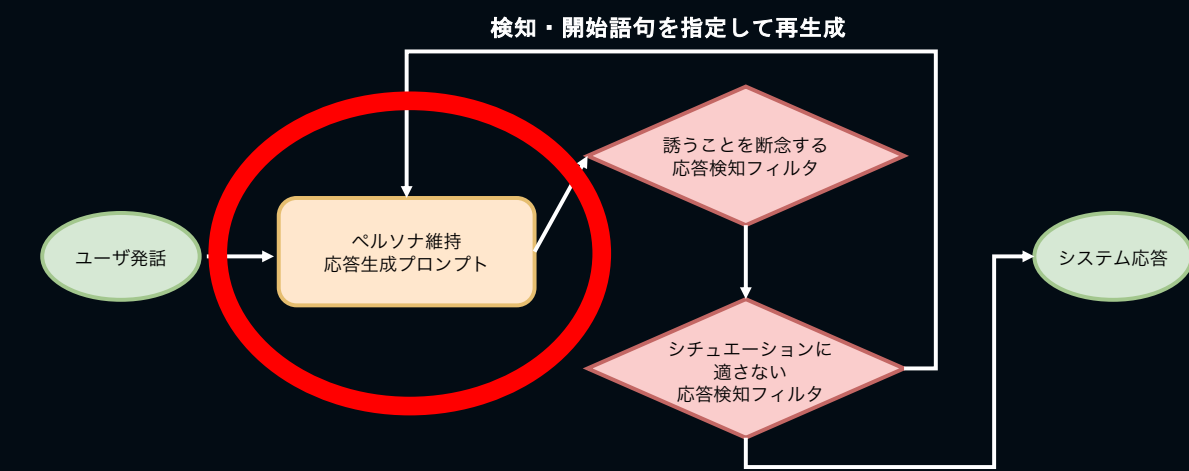 検知・開始語句を指定して再生成
誘うことを断念する
応答検知フィルタ
ユーザ発話
ペルソナ維持
応答生成プロンプト
システム応答
シチュエーションに
適さない
応答検知フィルタ